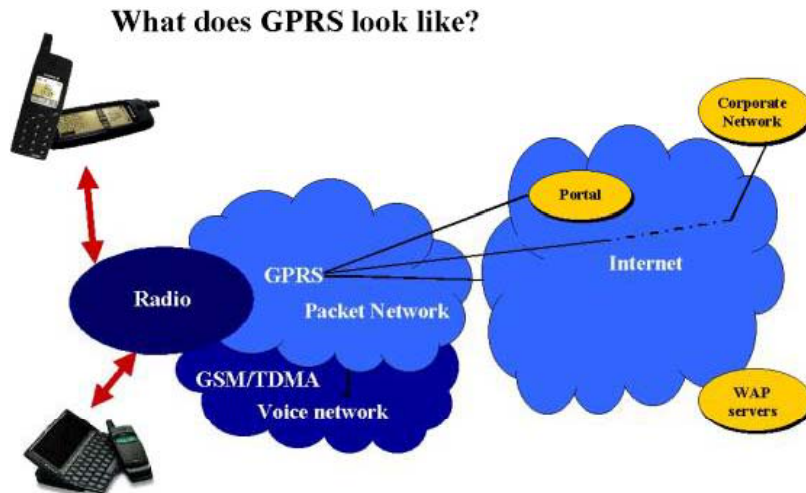 What does GPRS look like?
Corporate
Network
Portal
Internet
GPRS
Radio
Packet Network
GSM/TDMA
Voice network
WAP
servers